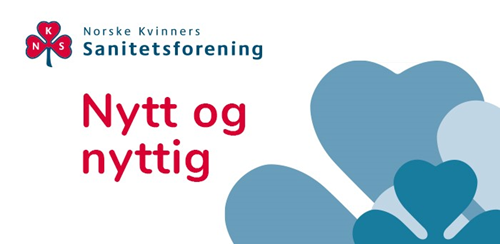 K
N S
Norske Kvinners
Sanitetsforening
Nytt og
nyttig